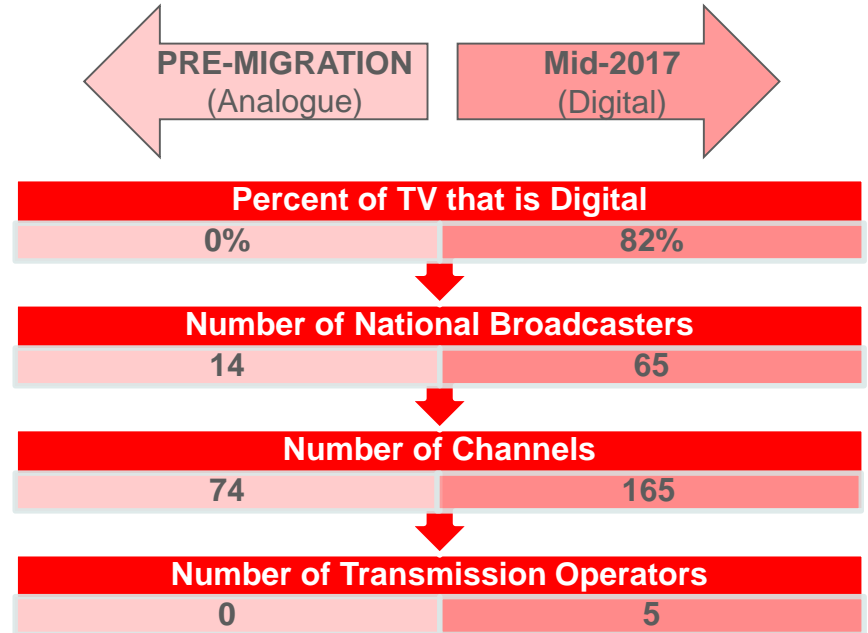 PRE-MIGRATION
(Analogue)
Mid-2017
(Digital)
Percent of TV that is Digital
0%
82%
Number of National Broadcasters
14
65
Number of Channels
74
165
Number of Transmission Operators
0
5